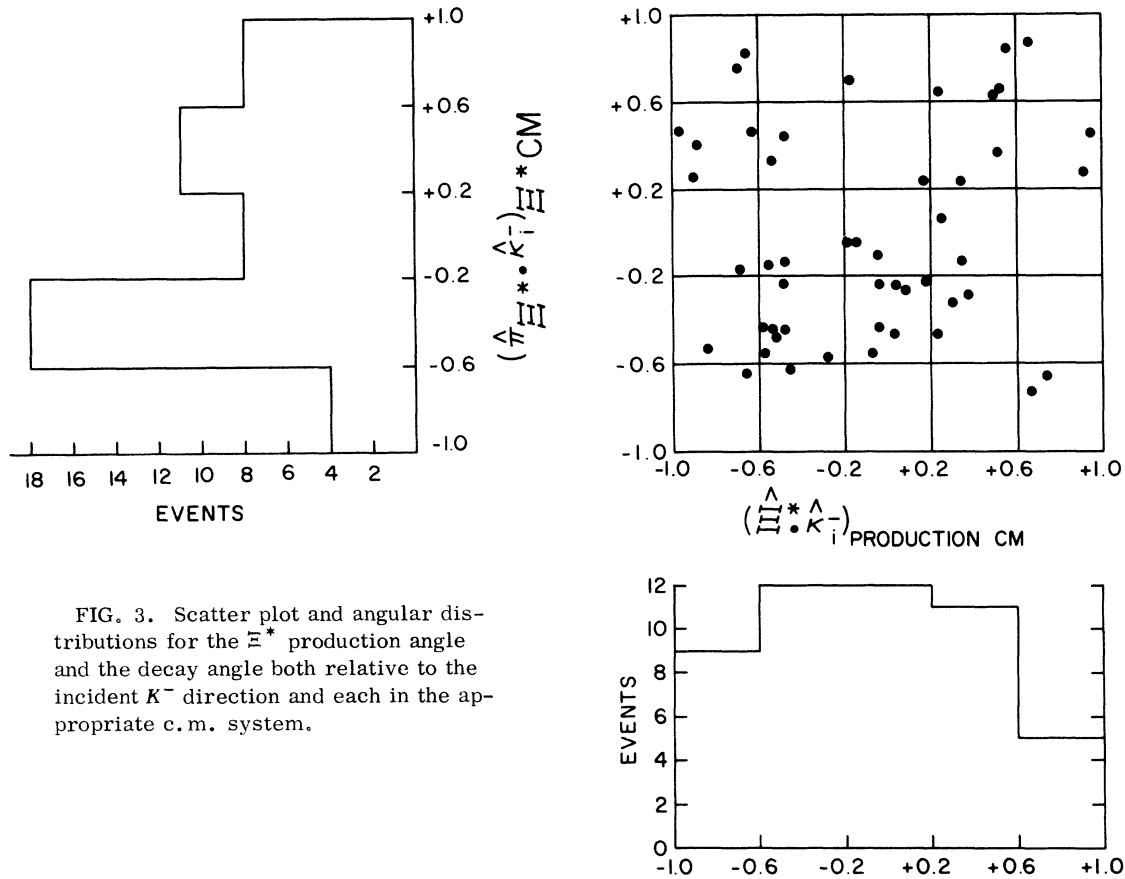 +1.0
+0.6
+0.2
-0.2
-0.6
-1.0
18 16 14 12 10 8 6 4 2
EVENTS
(π̂Ξ*·K̂i⁻)Ξ*CM
+1.0
+0.6
+0.2
-0.2
-0.6
-1.0
-1.0 -0.6 -0.2 +0.2 +0.6 +1.0
(Ξ̂*·K̂i⁻)PRODUCTION CM
12
10
8
6
4
2
0
EVENTS
-1.0 -0.6 -0.2 +0.2 +0.6 +1.0
FIG. 3. Scatter plot and angular dis-
tributions for the Ξ* production angle
and the decay angle both relative to the
incident K⁻ direction and each in the ap-
propriate c.m. system.